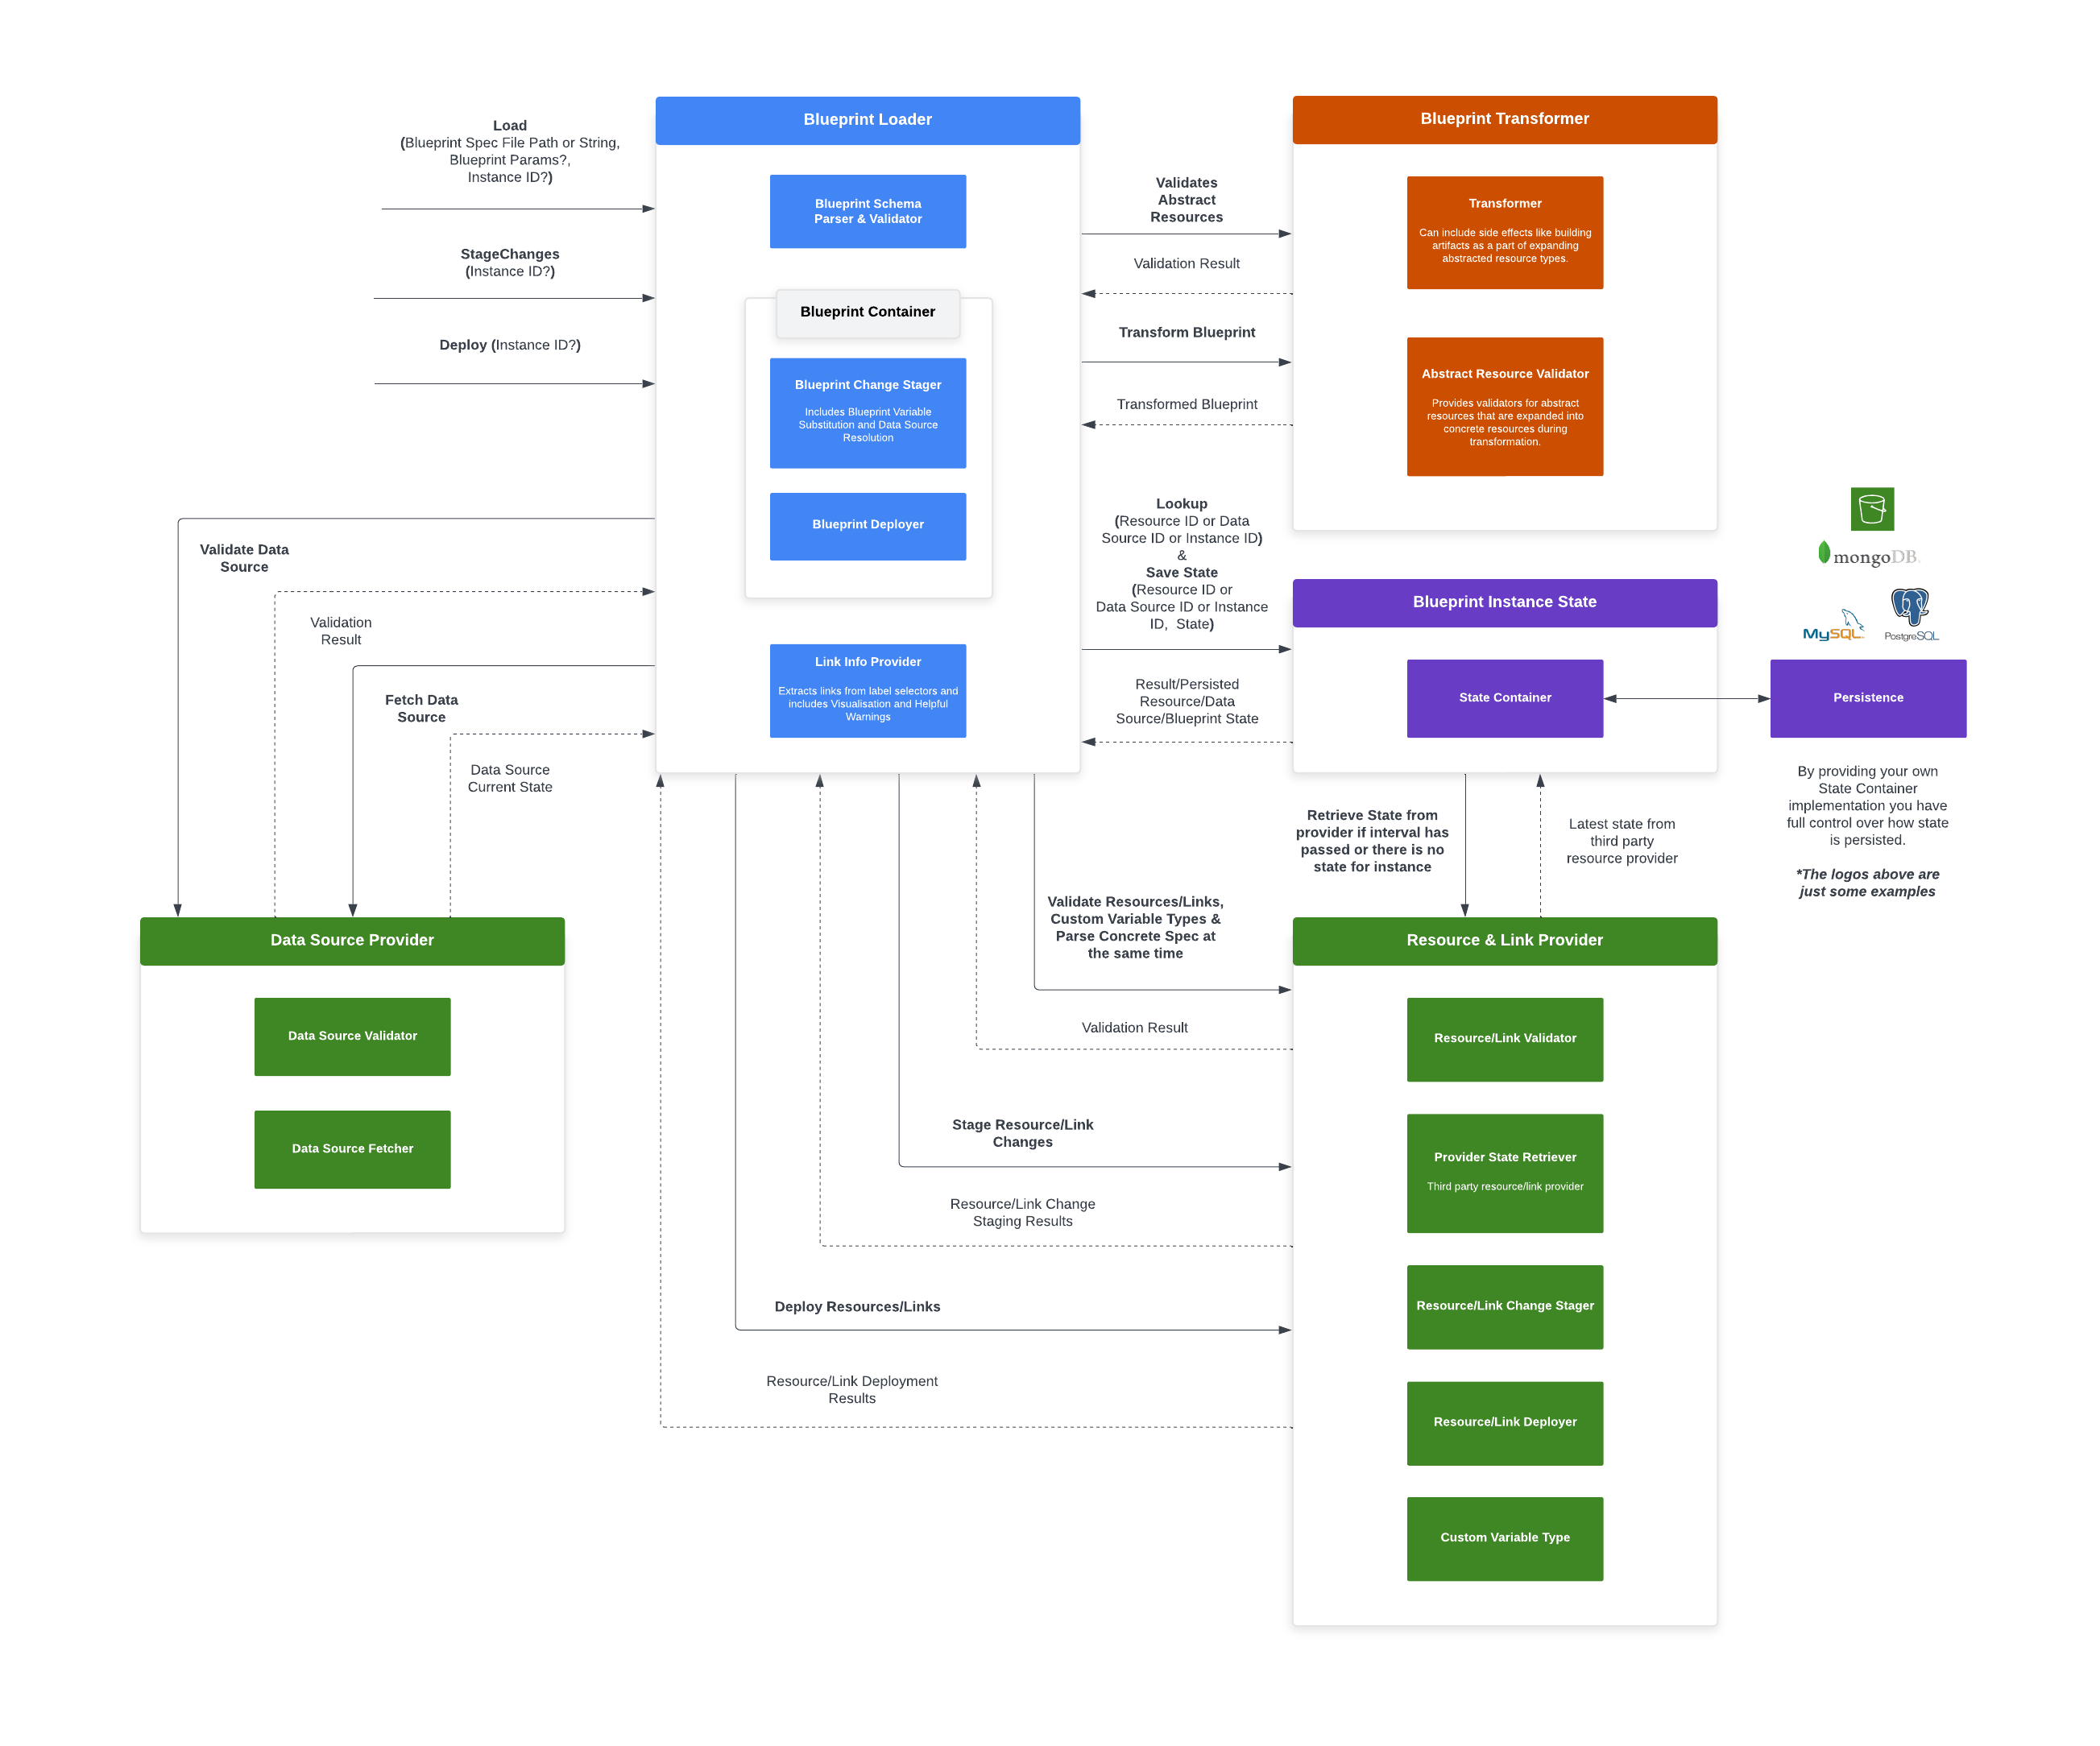 Load
(Blueprint Spec File Path or String,
Blueprint Params?,
Instance ID?)
StageChanges
(Instance ID?)
Deploy (Instance ID?)
Blueprint Loader
Blueprint Schema
Parser & Validator
Blueprint Container
Blueprint Change Stager
Includes Blueprint Variable
Substitution and Data Source
Resolution
Blueprint Deployer
Link Info Provider
Extracts links from label selectors and
includes Visualisation and Helpful
Warnings
Validates
Abstract
Resources
Validation Result
Transform Blueprint
Transformed Blueprint
Blueprint Transformer
Transformer
Can include side effects like building
artifacts as a part of expanding
abstracted resource types.
Abstract Resource Validator
Provides validators for abstract
resources that are expanded into
concrete resources during
transformation.
Lookup
(Resource ID or Data
Source ID or Instance ID)
&
Save State
(Resource ID or
Data Source ID or Instance
ID,  State)
Result/Persisted
Resource/Data
Source/Blueprint State
Blueprint Instance State
State Container
mongoDB.
MySQL
PostgreSQL
Persistence
By providing your own
State Container
implementation you have
full control over how state
is persisted.
*The logos above are
just some examples
Validate Data
Source
Validation
Result
Fetch Data
Source
Data Source
Current State
Data Source Provider
Data Source Validator
Data Source Fetcher
Retrieve State from
provider if interval has
passed or there is no
state for instance
Latest state from
third party
resource provider
Validate Resources/Links,
Custom Variable Types &
Parse Concrete Spec at
the same time
Validation Result
Stage Resource/Link
Changes
Resource/Link Change
Staging Results
Deploy Resources/Links
Resource/Link Deployment
Results
Resource & Link Provider
Resource/Link Validator
Provider State Retriever
Third party resource/link provider
Resource/Link Change Stager
Resource/Link Deployer
Custom Variable Type